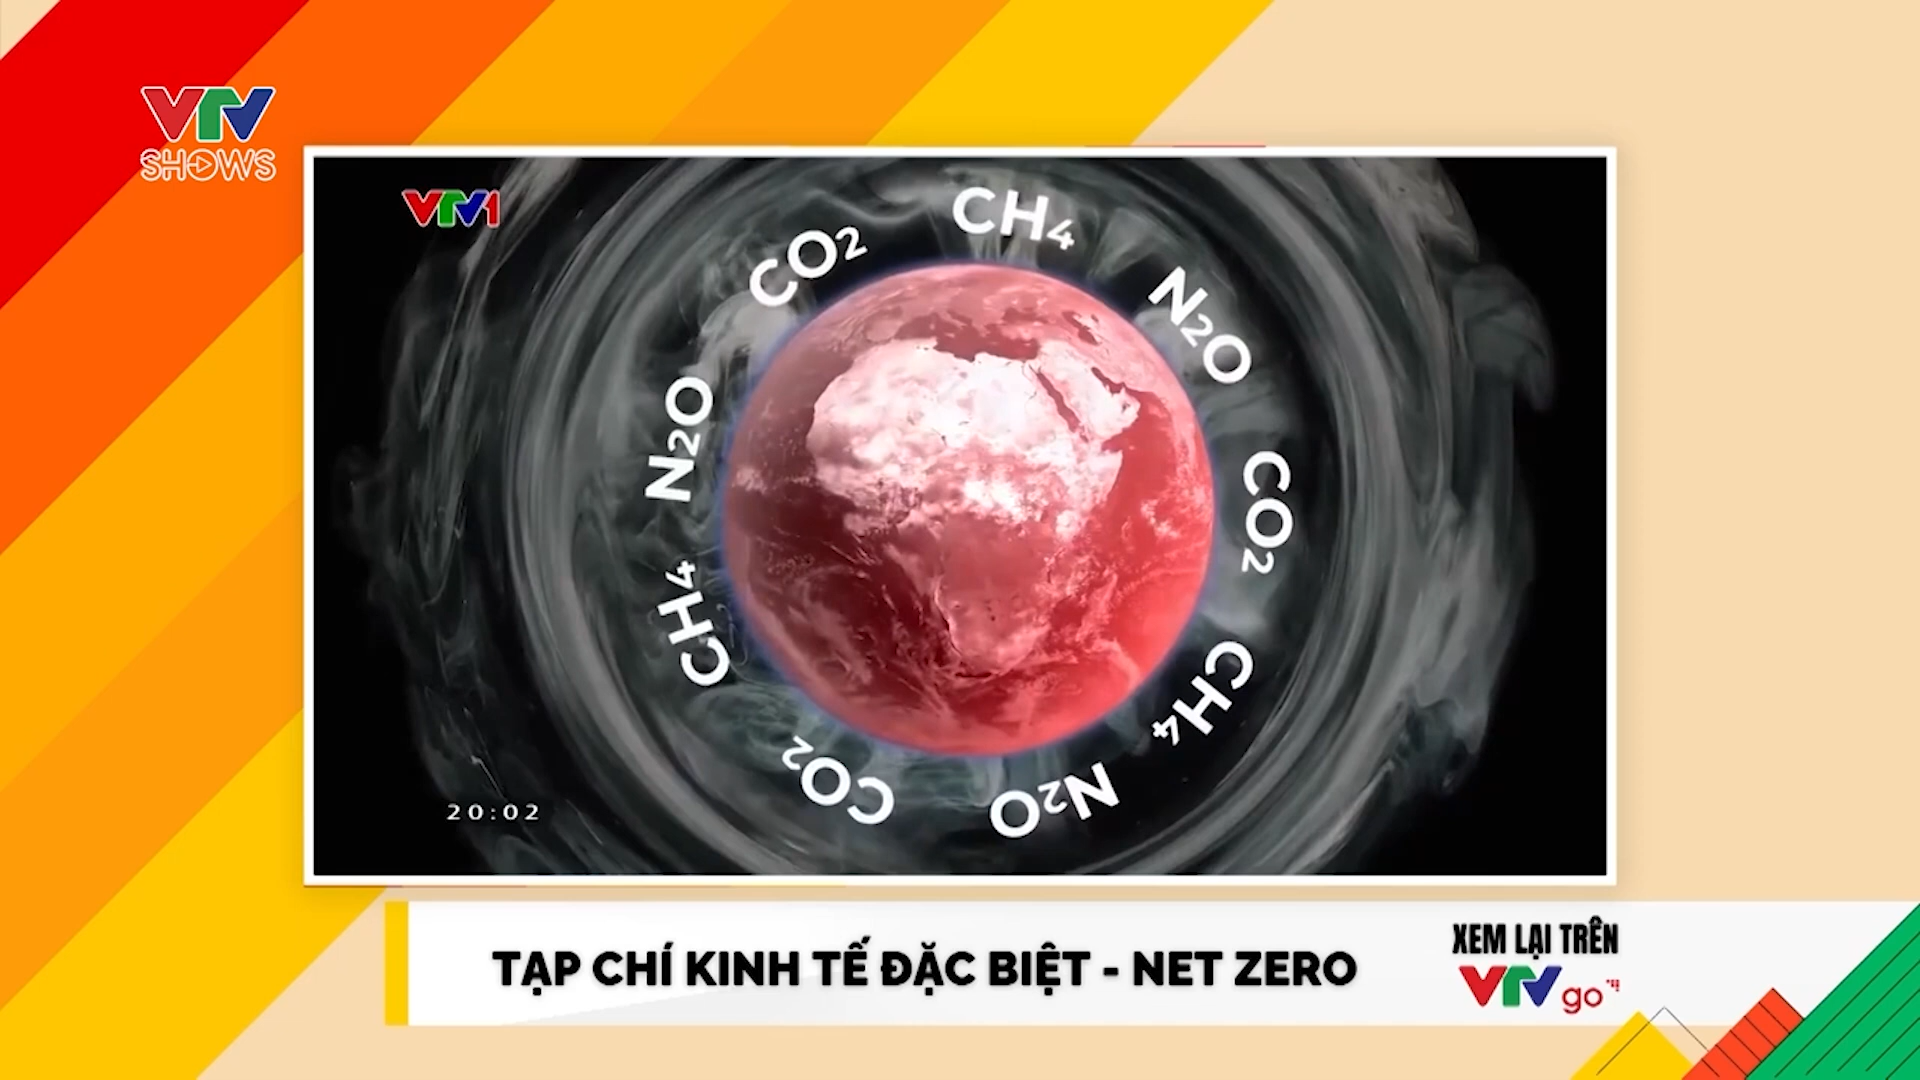 VTV
SHOWS
VTV1
CH4
N2O
CO2
CH4
N2O
CO2
CH4
N2O
CO2
20:02
TẠP CHÍ KINH TẾ ĐẶC BIỆT - NET ZERO
XEM LẠI TRÊN
VTV go